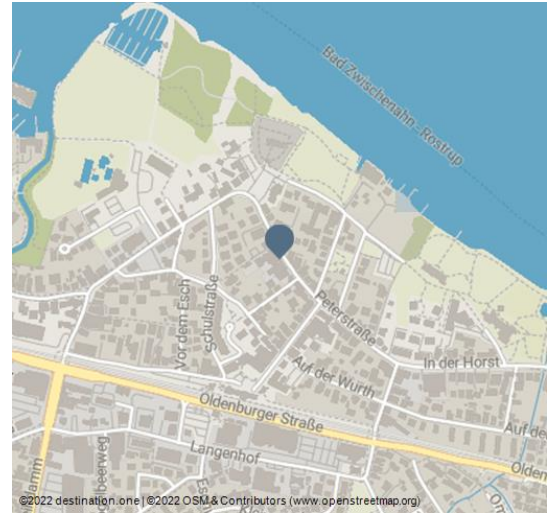 Bad Zwischenahn - Rostrup
Vor dem Esch
Schulstraße
Peterstraße
In der Horst
Auf der Wurth
Auf de
Oldenburger Straße
Olden
Langenhof
©2022 destination.one | ©2022 OSM & Contributors (www.openstreetmap.org)